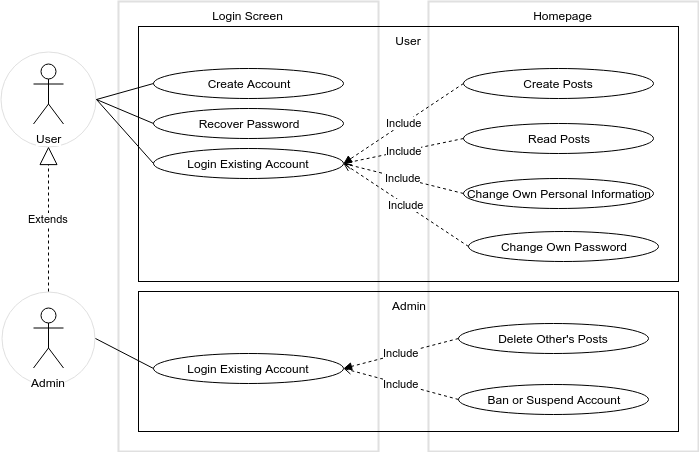 Login Screen
Homepage
User
Create Account
Create Posts
Recover Password
Include
User
Read Posts
Include
Login Existing Account
Include
Change Own Personal Information
Include
Extends
Change Own Password
Admin
Delete Other's Posts
Include
Login Existing Account
Admin
Include
Ban or Suspend Account